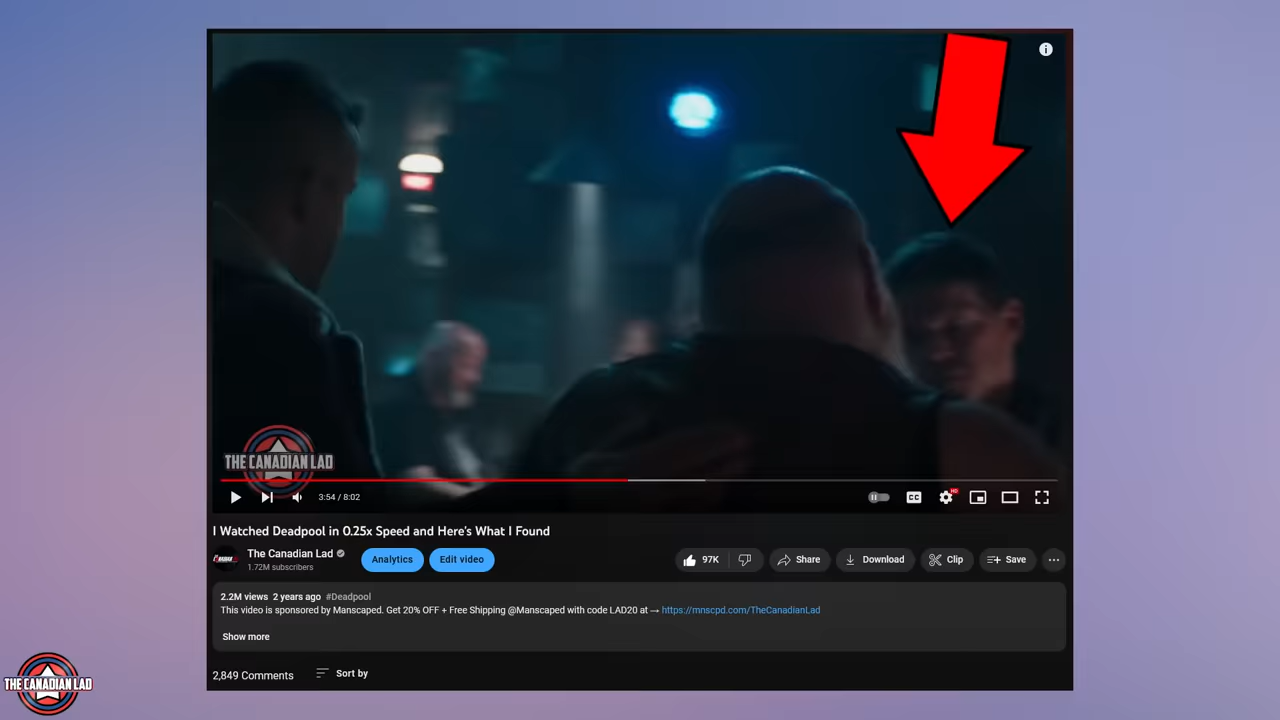 THE CANADIAN LAD
3:54 / 8:02
CC
HD
I Watched Deadpool in 0.25x Speed and Here's What I Found
The Canadian Lad
1.72M subscribers
Analytics
Edit video
97K
Share
Download
Clip
Save
2.2M views 2 years ago #Deadpool
This video is sponsored by Manscaped. Get 20% OFF + Free Shipping @Manscaped with code LAD20 at → https://mnscpd.com/TheCanadianLad
Show more
2,849 Comments
Sort by
THE CANADIAN LAD